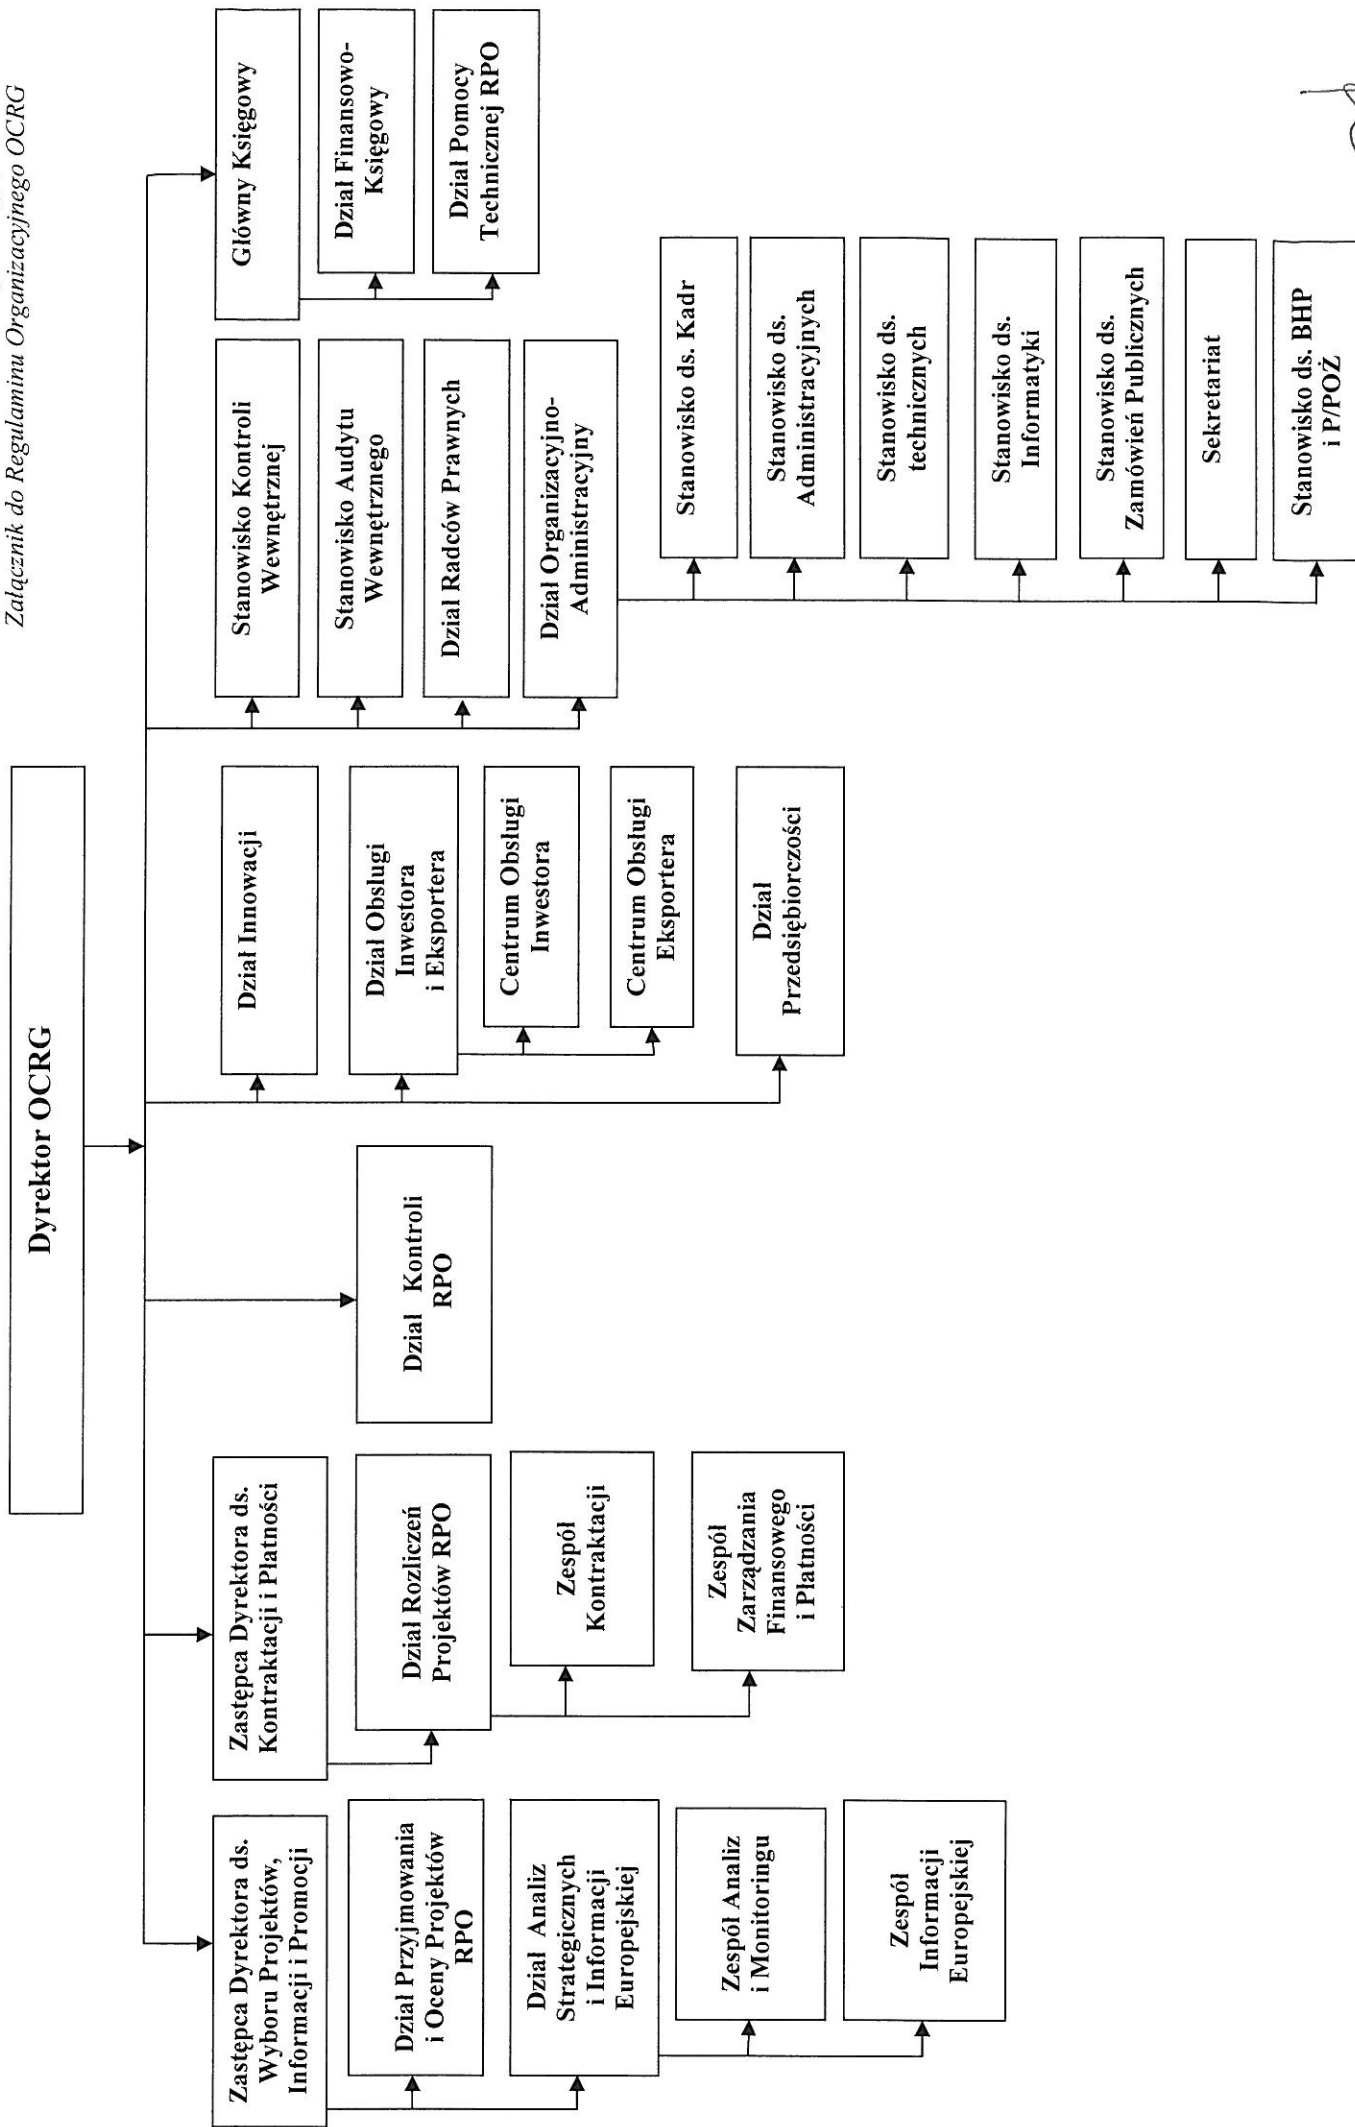 Załącznik do Regulaminu Organizacyjnego OCRG
Dyrektor OCRG
Zastępca Dyrektora ds.
Wyboru Projektów,
Informacji i Promocji
Dział Przyjmowania
i Oceny Projektów
RPO
Dział Analiz
Strategicznych
i Informacji
Europejskiej
Zespół Analiz
i Monitoringu
Zespół
Informacji
Europejskiej
Zastępca Dyrektora ds.
Kontraktacji i Płatności
Dział Rozliczeń
Projektów RPO
Zespół
Kontraktacji
Zespół
Zarządzania
Finansowego
i Płatności
Dział Kontroli
RPO
Dział Innowacji
Dział Obsługi
Inwestora
i Eksportera
Centrum Obsługi
Inwestora
Centrum Obsługi
Eksportera
Dział
Przedsiębiorczości
Stanowisko Kontroli
Wewnętrznej
Stanowisko Audytu
Wewnętrznego
Dział Radców Prawnych
Dział Organizacyjno-
Administracyjny
Stanowisko ds. Kadr
Stanowisko ds.
Administracyjnych
Stanowisko ds.
technicznych
Stanowisko ds.
Informatyki
Stanowisko ds.
Zamówień Publicznych
Sekretariat
Stanowisko ds. BHP
i P/POŻ
Główny Księgowy
Dział Finansowo-
Księgowy
Dział Pomocy
Technicznej RPO